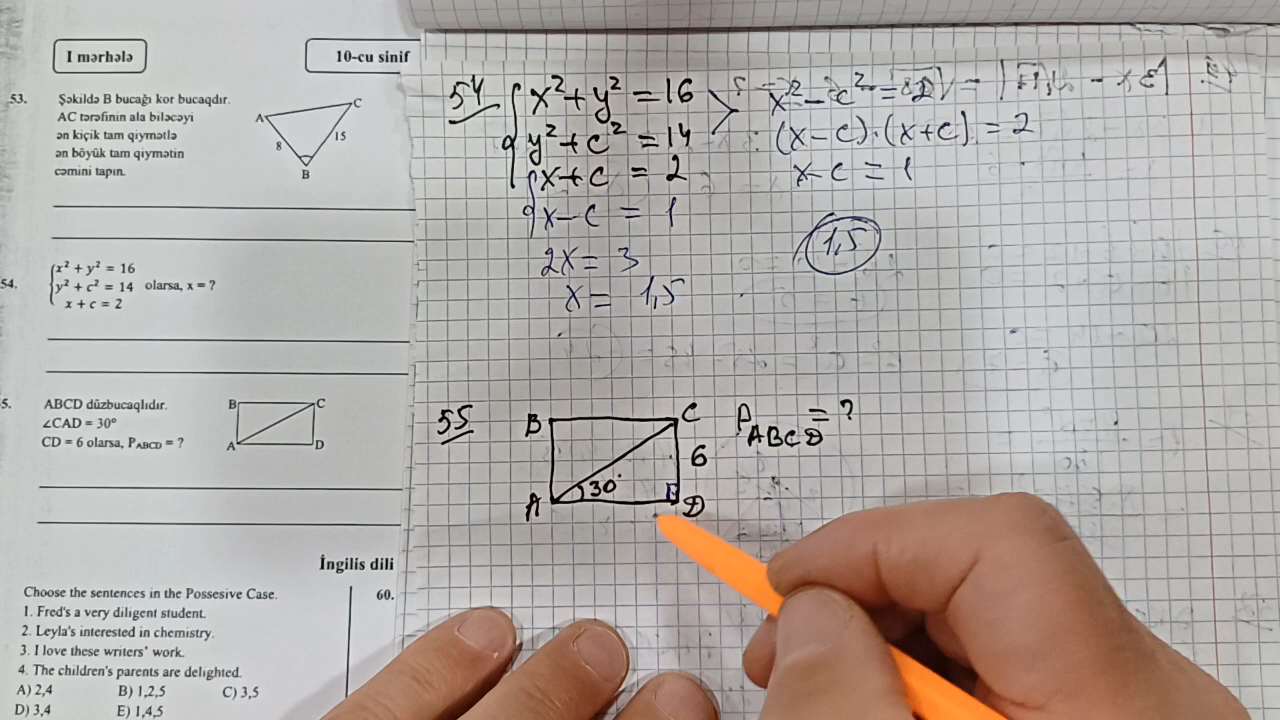 I mərhələ
10-cu sinif
53. Şəkildə B bucağı kor bucaqdır.
AC tərəfinin ala biləcəyi
ən kiçik tam qiymətlə
ən böyük tam qiymətin
cəmini tapın.
A
C
8
15
B
54.
x² + y² = 16
y² + c² = 14 olarsa, x = ?
x + c = 2
5. ABCD düzbucaqlıdır.
∠CAD = 30°
CD = 6 olarsa, P_ABCD = ?
B
C
A
D
İngilis dili
Choose the sentences in the Possesive Case.
60.
1. Fred's a very diligent student.
2. Leyla's interested in chemistry.
3. I love these writers' work.
4. The children's parents are delighted.
A) 2,4 B) 1,2,5 C) 3,5
D) 3,4 E) 1,4,5
54
x² + y² = 16
y² + c² = 14
x + c = 2
x - c = 1
2x = 3
x = 1,5
x² - c² = 2
(x - c) · (x + c) = 2
x - c = 1
1,5
55
B
C
6
A
30°
D
P_ABCD = ?